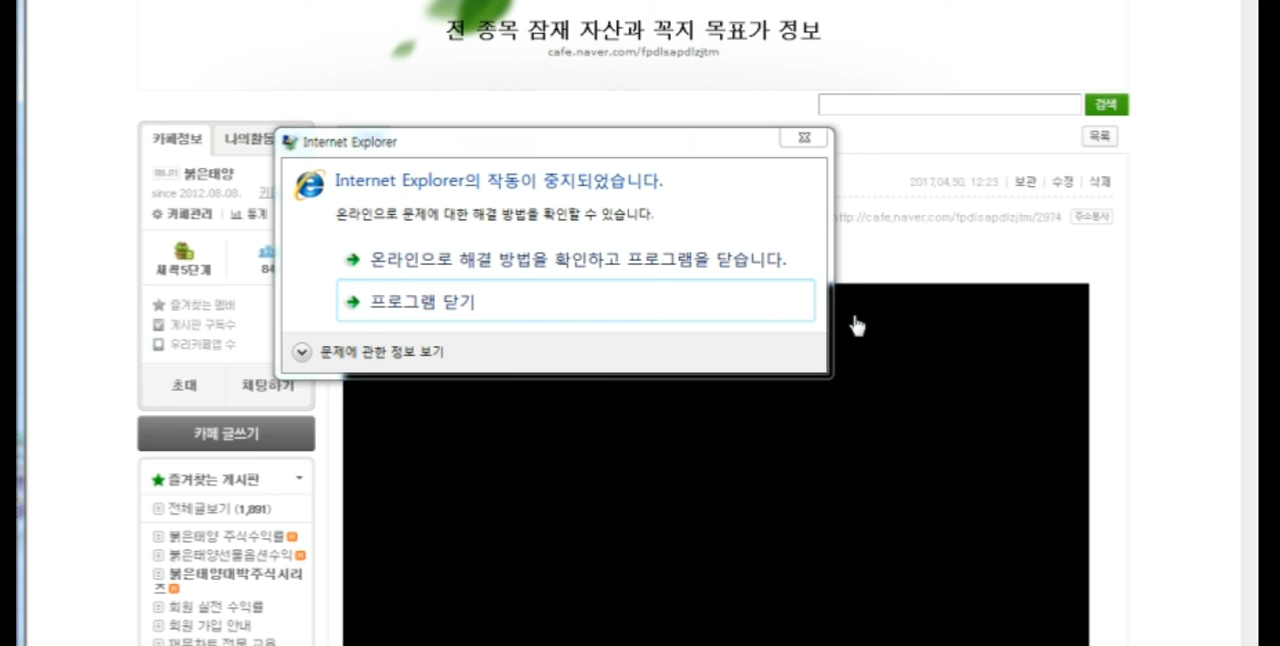 전 종목 잠재 자산과 꼭지 목표가 정보
cafe.naver.com/fpdlsapdlzjtm
검색
카페정보 나의활동
목록
매니저 붉은태양
since 2012.08.08.
카페관리 통계
2017.04.30. 12:23 보관 수정 삭제
http://cafe.naver.com/fpdlsapdlzjtm/2974 주소복사
Internet Explorer
Internet Explorer의 작동이 중지되었습니다.
온라인으로 문제에 대한 해결 방법을 확인할 수 있습니다.
온라인으로 해결 방법을 확인하고 프로그램을 닫습니다.
프로그램 닫기
문제에 관한 정보 보기
새싹5단계 84
즐겨찾는 멤버
게시판 구독수
우리카페앱 수
초대 채팅하기
카페 글쓰기
즐겨찾는 게시판
전체글보기 (1,891)
붉은태양 주식수익률
붉은태양선물옵션수익
붉은태양대박주식시리
즈
회원 실전 수익률
회원 가입 안내